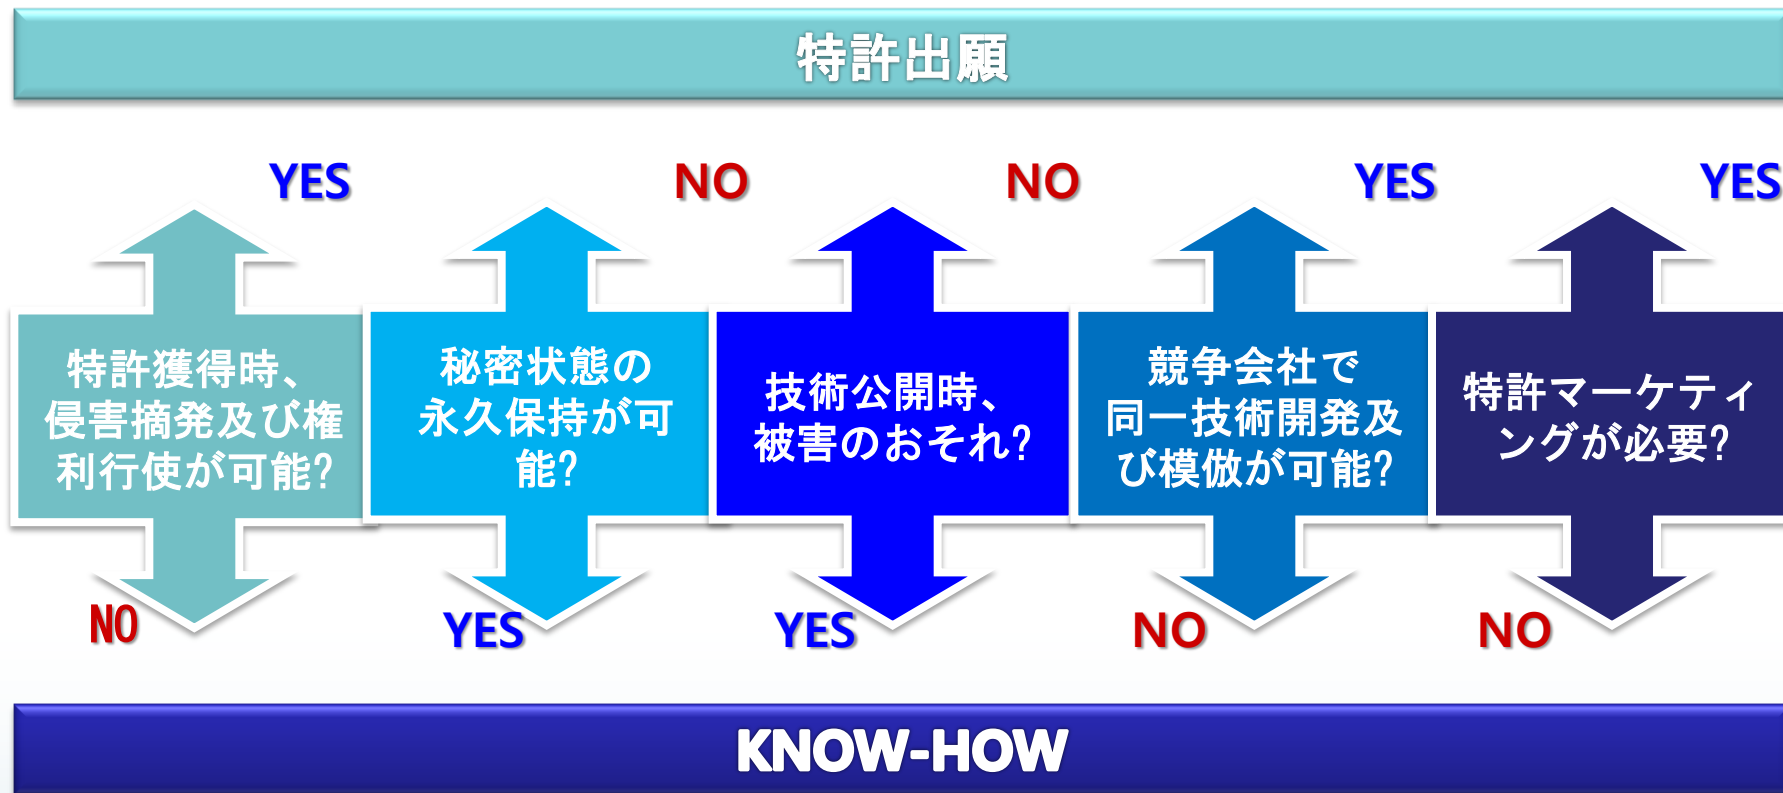 特許出願
YES
NO
NO
YES
YES
特許獲得時、
侵害摘発及び権
利行使が可能?
秘密状態の
永久保持が可
能?
技術公開時、
被害のおそれ?
競争会社で
同一技術開発及
び模倣が可能?
特許マーケティ
ングが必要?
NO
YES
YES
NO
NO
KNOW-HOW